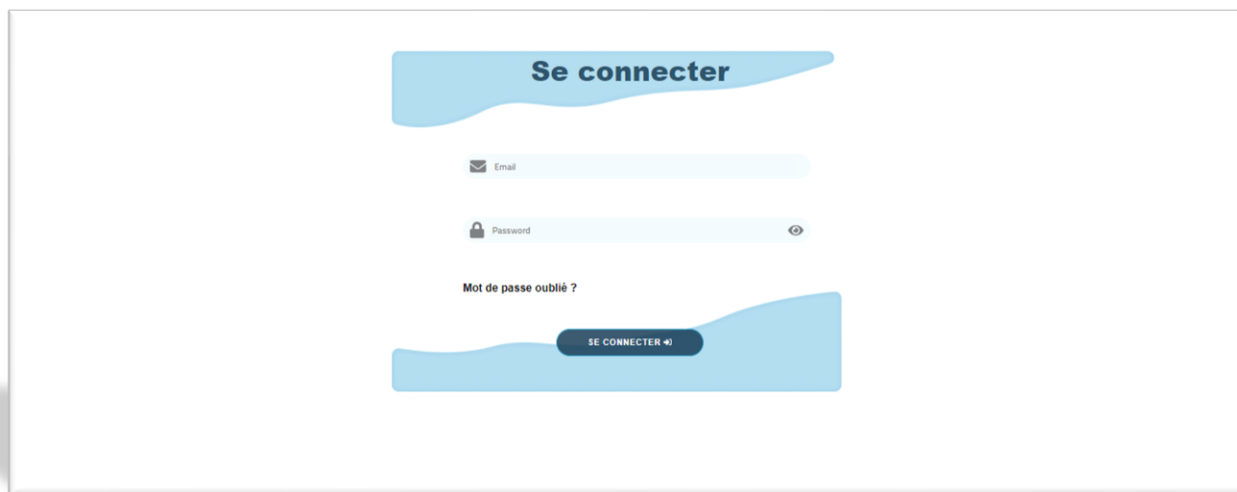 Se connecter
Email
Password
Mot de passe oublié ?
SE CONNECTER